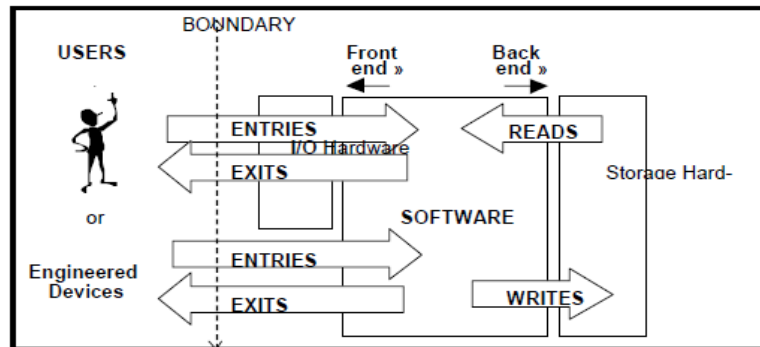 BOUNDARY
USERS
Front
end »
Back
end »
ENTRIES
READS
I/O Hardware
EXITS
Storage Hard-
or
SOFTWARE
ENTRIES
Engineered
Devices
EXITS
WRITES